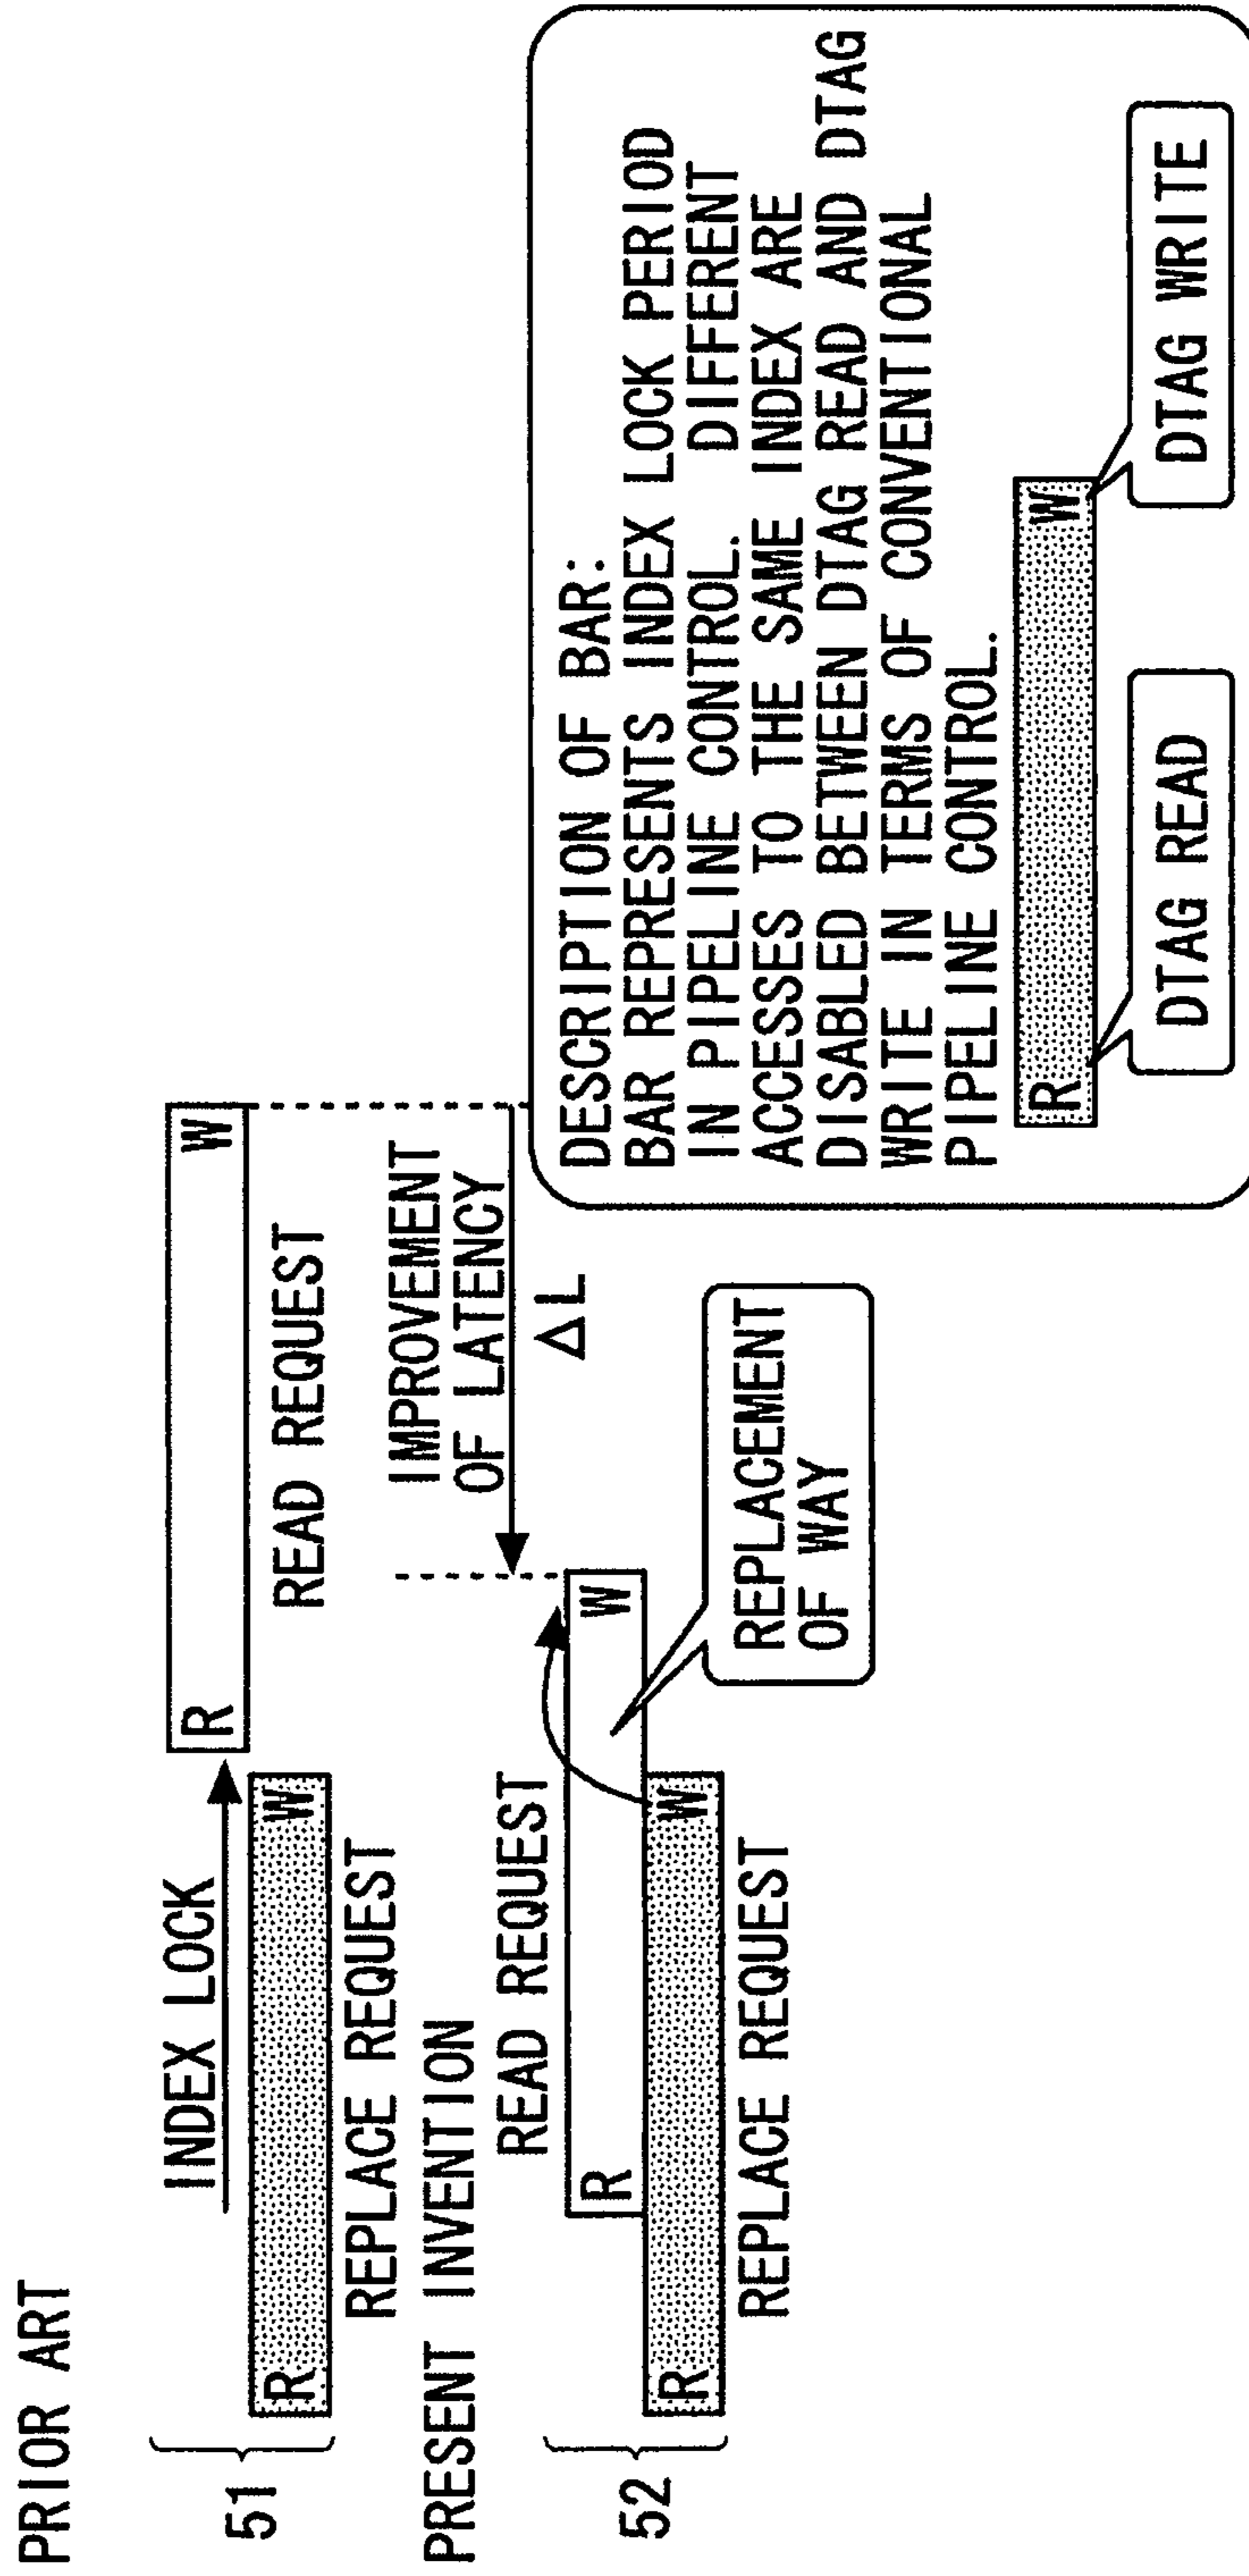 PRIOR ART
51
INDEX LOCK
R W
READ REQUEST
R W
REPLACE REQUEST
IMPROVEMENT
OF LATENCY
ΔL
PRESENT INVENTION
52
READ REQUEST
R W
R W
REPLACE REQUEST
REPLACEMENT
OF WAY
DESCRIPTION OF BAR:
BAR REPRESENTS INDEX LOCK PERIOD
IN PIPELINE CONTROL. DIFFERENT
ACCESSES TO THE SAME INDEX ARE
DISABLED BETWEEN DTAG READ AND DTAG
WRITE IN TERMS OF CONVENTIONAL
PIPELINE CONTROL.
R W
DTAG READ
DTAG WRITE